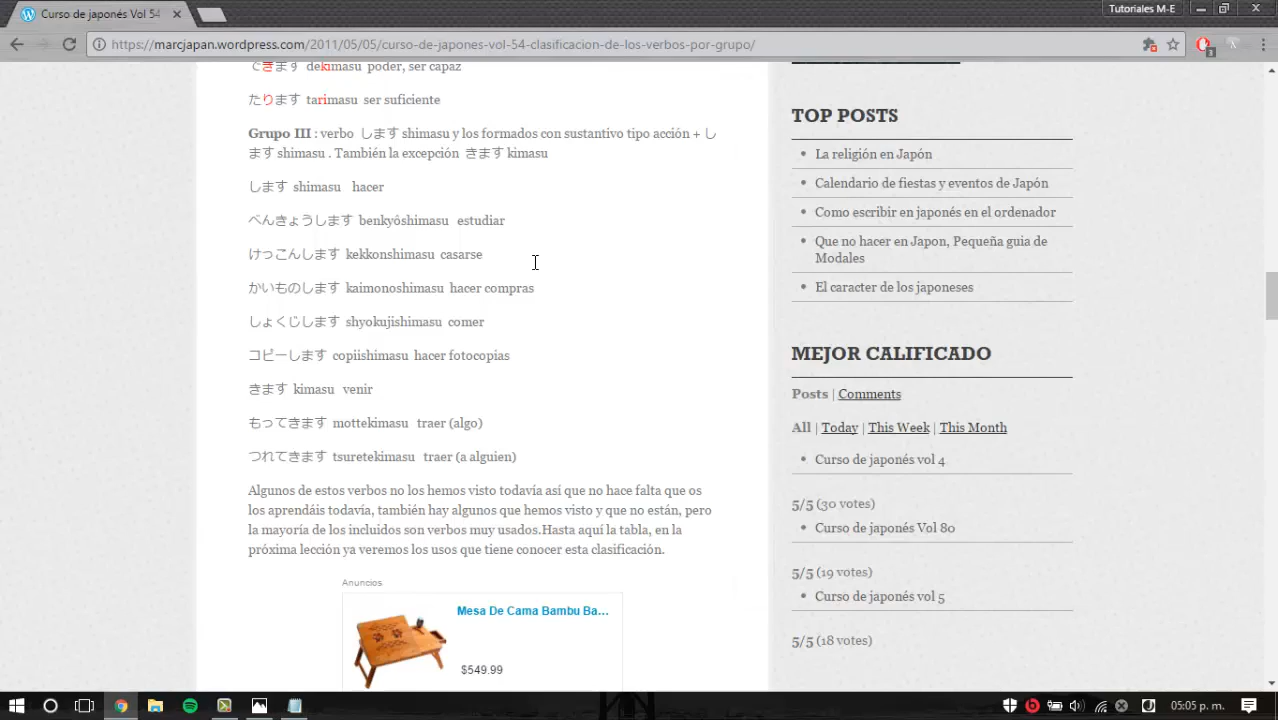 Curso de japonés Vol 54
Tutoriales M-E
https://marcjapan.wordpress.com/2011/05/05/curso-de-japones-vol-54-clasificacion-de-los-verbos-por-grupo/
1
できます dekimasu poder, ser capaz
たります tarimasu ser suficiente
Grupo III : verbo します shimasu y los formados con sustantivo tipo acción + し
ます shimasu . También la excepción きます kimasu
します shimasu hacer
べんきょうします benkyôshimasu estudiar
けっこんします kekkonshimasu casarse
かいものします kaimonoshimasu hacer compras
しょくじします shyokujishimasu comer
コピーします copiishimasu hacer fotocopias
きます kimasu venir
もってきます mottekimasu traer (algo)
つれてきます tsuretekimasu traer (a alguien)
Algunos de estos verbos no los hemos visto todavía así que no hace falta que os
los aprendáis todavía, también hay algunos que hemos visto y que no están, pero
la mayoría de los incluidos son verbos muy usados.Hasta aquí la tabla, en la
próxima lección ya veremos los usos que tiene conocer esta clasificación.
Anuncios
Mesa De Cama Bambu Ba...
$549.99
TOP POSTS
La religión en Japón
Calendario de fiestas y eventos de Japón
Como escribir en japonés en el ordenador
Que no hacer en Japon, Pequeña guia de
Modales
El caracter de los japoneses
MEJOR CALIFICADO
Posts | Comments
All | Today | This Week | This Month
Curso de japonés vol 4
5/5 (30 votes)
Curso de japonés Vol 80
5/5 (19 votes)
Curso de japonés vol 5
5/5 (18 votes)
05:05 p. m.